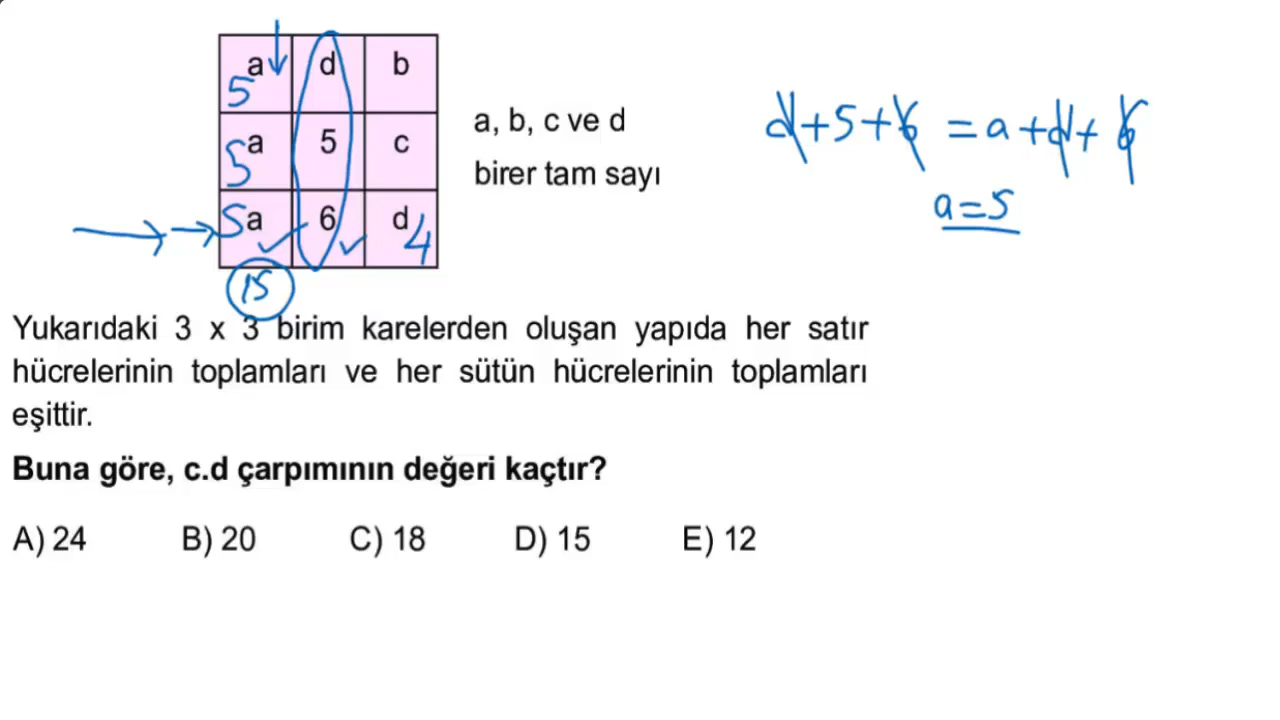 a d b
5
a 5 c
5
5 a 6 d 4
15
a, b, c ve d
birer tam sayı
d+5+6 = a+d+6
a=5
Yukarıdaki 3 x 3 birim karelerden oluşan yapıda her satır
hücrelerinin toplamları ve her sütün hücrelerinin toplamları
eşittir.
Buna göre, c.d çarpımının değeri kaçtır?
A) 24 B) 20 C) 18 D) 15 E) 12